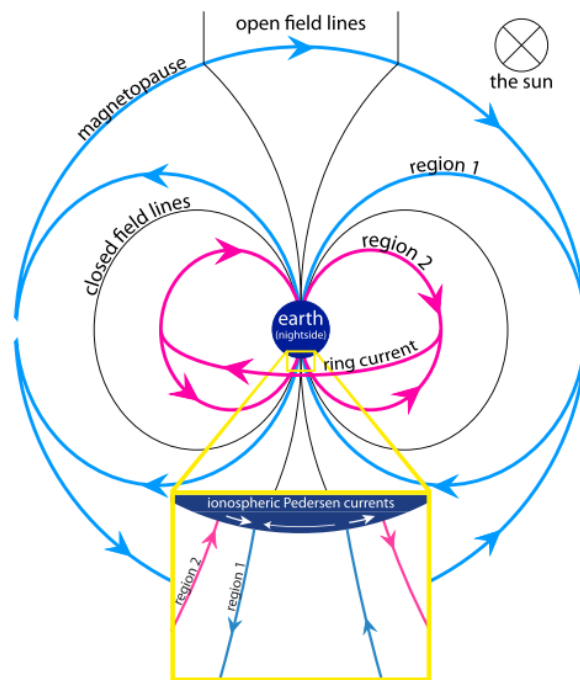 open field lines
the sun
magnetopause
region 1
closed field lines
region 2
earth
(nightside)
ring current
ionospheric Pedersen currents
region 2
region 1